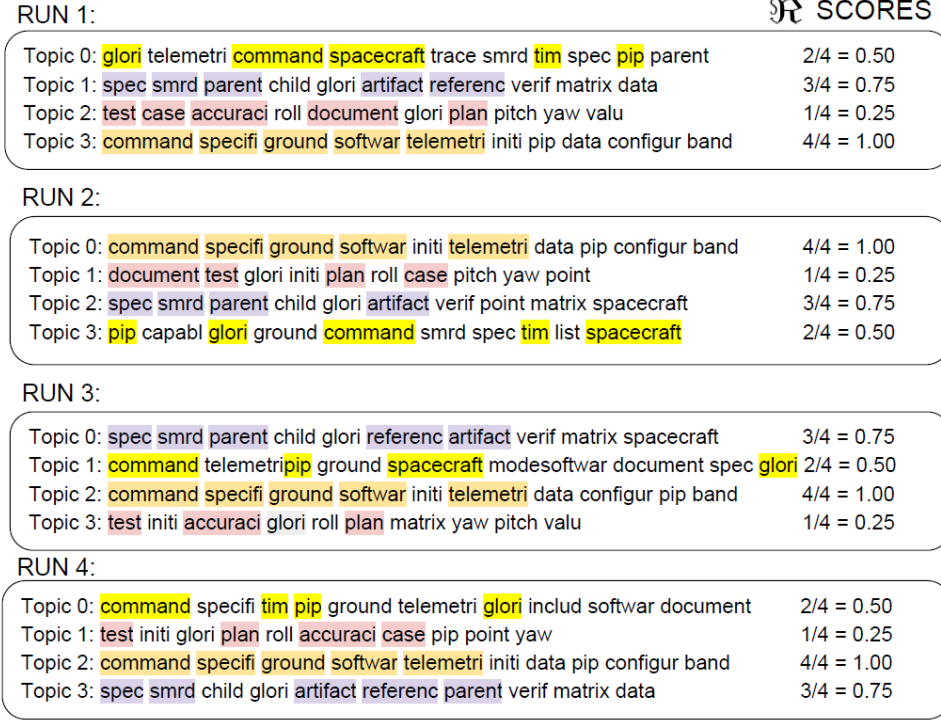 RUN 1:
ℜ SCORES
Topic 0: glori telemetri command spacecraft trace smrd tim spec pip parent 2/4 = 0.50
Topic 1: spec smrd parent child glori artifact referenc verif matrix data 3/4 = 0.75
Topic 2: test case accuraci roll document glori plan pitch yaw valu 1/4 = 0.25
Topic 3: command specifi ground softwar telemetri initi pip data configur band 4/4 = 1.00
RUN 2:
Topic 0: command specifi ground softwar initi telemetri data pip configur band 4/4 = 1.00
Topic 1: document test glori initi plan roll case pitch yaw point 1/4 = 0.25
Topic 2: spec smrd parent child glori artifact verif point matrix spacecraft 3/4 = 0.75
Topic 3: pip capabl glori ground command smrd spec tim list spacecraft 2/4 = 0.50
RUN 3:
Topic 0: spec smrd parent child glori referenc artifact verif matrix spacecraft 3/4 = 0.75
Topic 1: command telemetripip ground spacecraft modesoftwar document spec glori 2/4 = 0.50
Topic 2: command specifi ground softwar initi telemetri data configur pip band 4/4 = 1.00
Topic 3: test initi accuraci glori roll plan matrix yaw pitch valu 1/4 = 0.25
RUN 4:
Topic 0: command specifi tim pip ground telemetri glori includ softwar document 2/4 = 0.50
Topic 1: test initi glori plan roll accuraci case pip point yaw 1/4 = 0.25
Topic 2: command specifi ground softwar telemetri initi data pip configur band 4/4 = 1.00
Topic 3: spec smrd child glori artifact referenc parent verif matrix data 3/4 = 0.75